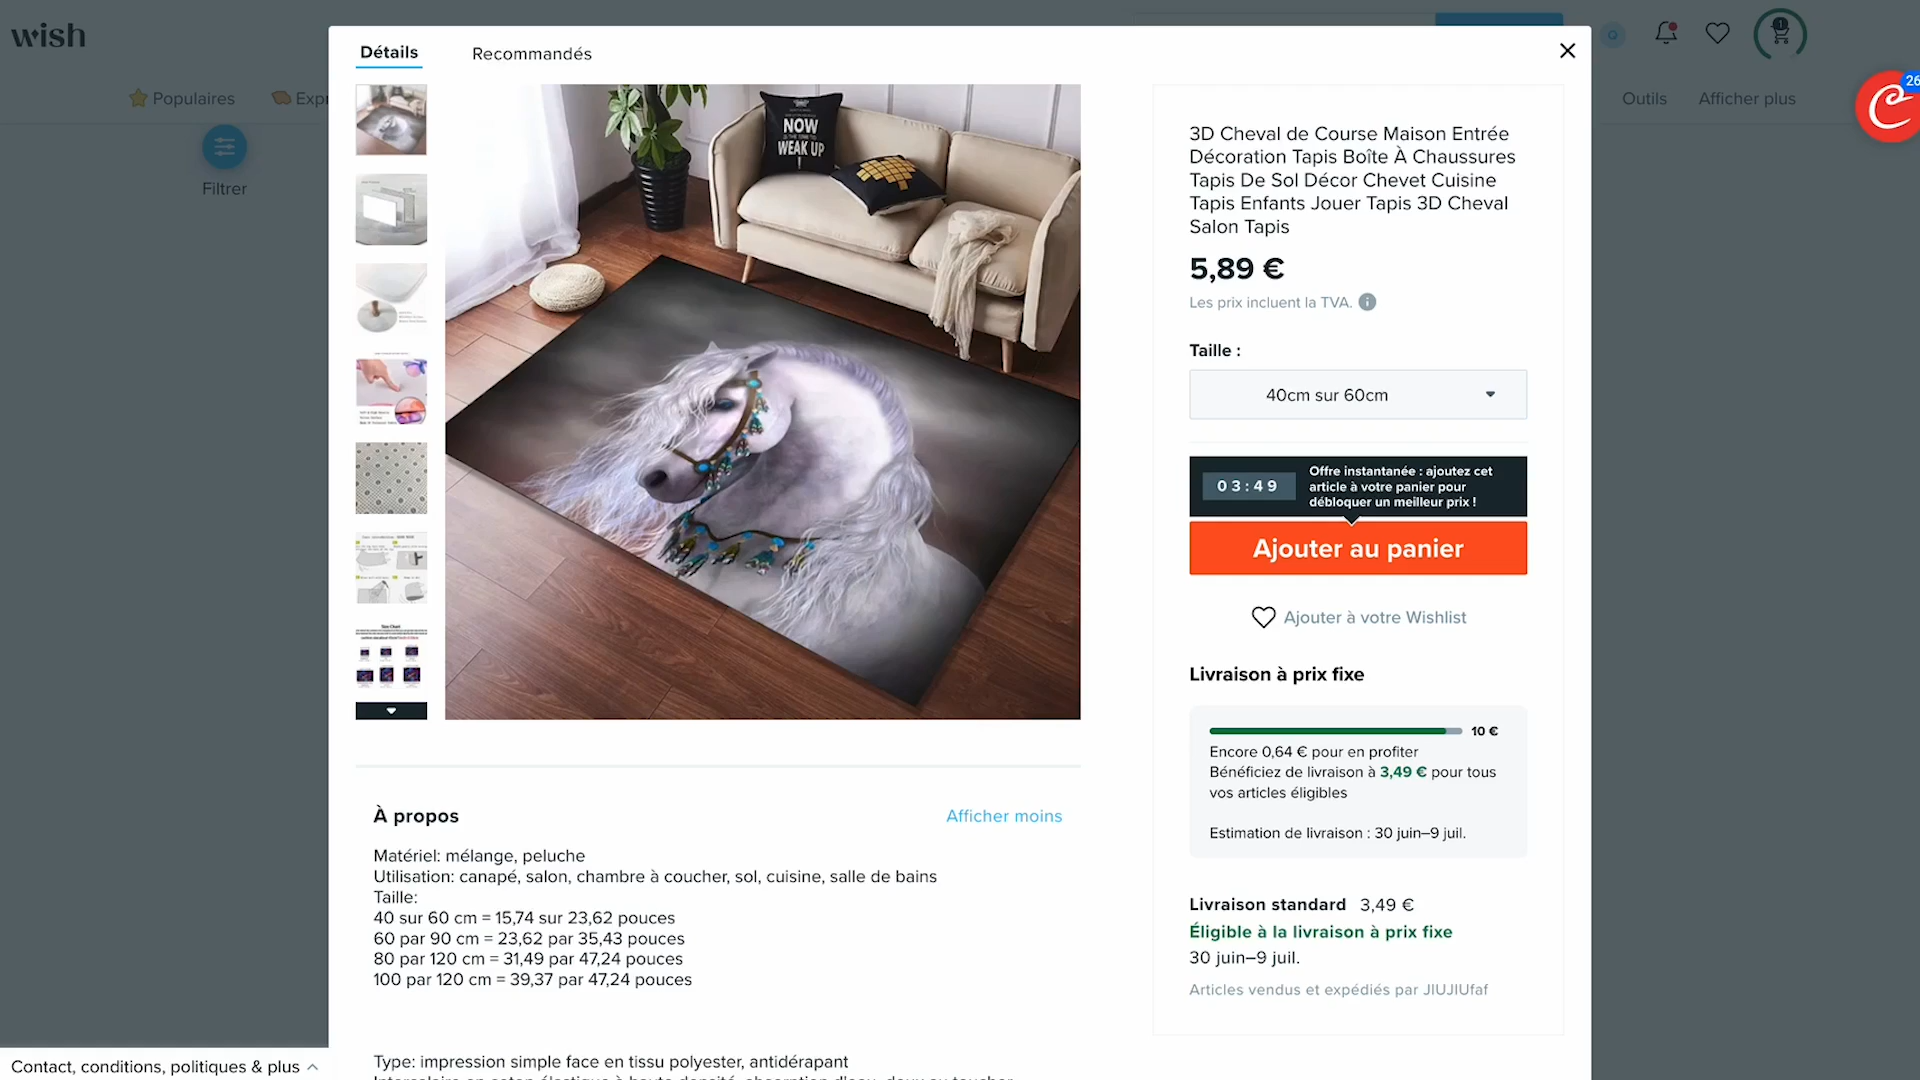 wish
Détails
Recommandés
1
26
Populaires
Expr
Outils
Afficher plus
Filtrer
NOW
WEAK UP
!
3D Cheval de Course Maison Entrée
Décoration Tapis Boîte À Chaussures
Tapis De Sol Décor Chevet Cuisine
Tapis Enfants Jouer Tapis 3D Cheval
Salon Tapis
5,89 €
Les prix incluent la TVA.
Taille :
40cm sur 60cm
03:49
Offre instantanée : ajoutez cet
article à votre panier pour
débloquer un meilleur prix !
Ajouter au panier
Ajouter à votre Wishlist
Livraison à prix fixe
10 €
Encore 0,64 € pour en profiter
Bénéficiez de livraison à 3,49 € pour tous
vos articles éligibles
Estimation de livraison : 30 juin–9 juil.
Livraison standard 3,49 €
Éligible à la livraison à prix fixe
30 juin–9 juil.
Articles vendus et expédiés par JIUJIUfaf
À propos
Afficher moins
Matériel: mélange, peluche
Utilisation: canapé, salon, chambre à coucher, sol, cuisine, salle de bains
Taille:
40 sur 60 cm = 15,74 sur 23,62 pouces
60 par 90 cm = 23,62 par 35,43 pouces
80 par 120 cm = 31,49 par 47,24 pouces
100 par 120 cm = 39,37 par 47,24 pouces
Type: impression simple face en tissu polyester, antidérapant
Contact, conditions, politiques & plus